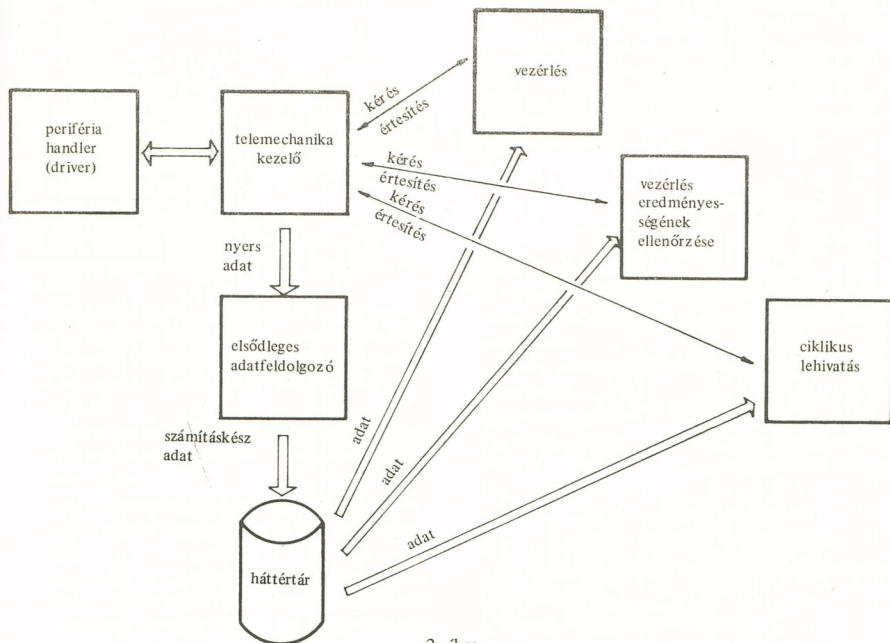 vezérlés
periféria
handler
(driver)
telemechanika
kezelő
kérés
értesítés
kérés
értesítés
kérés
értesítés
vezérlés
eredményes-
ségének
ellenőrzése
nyers
adat
elsődleges
adatfeldolgozó
ciklikus
lehivatás
számításkész
adat
adat
adat
adat
háttértár